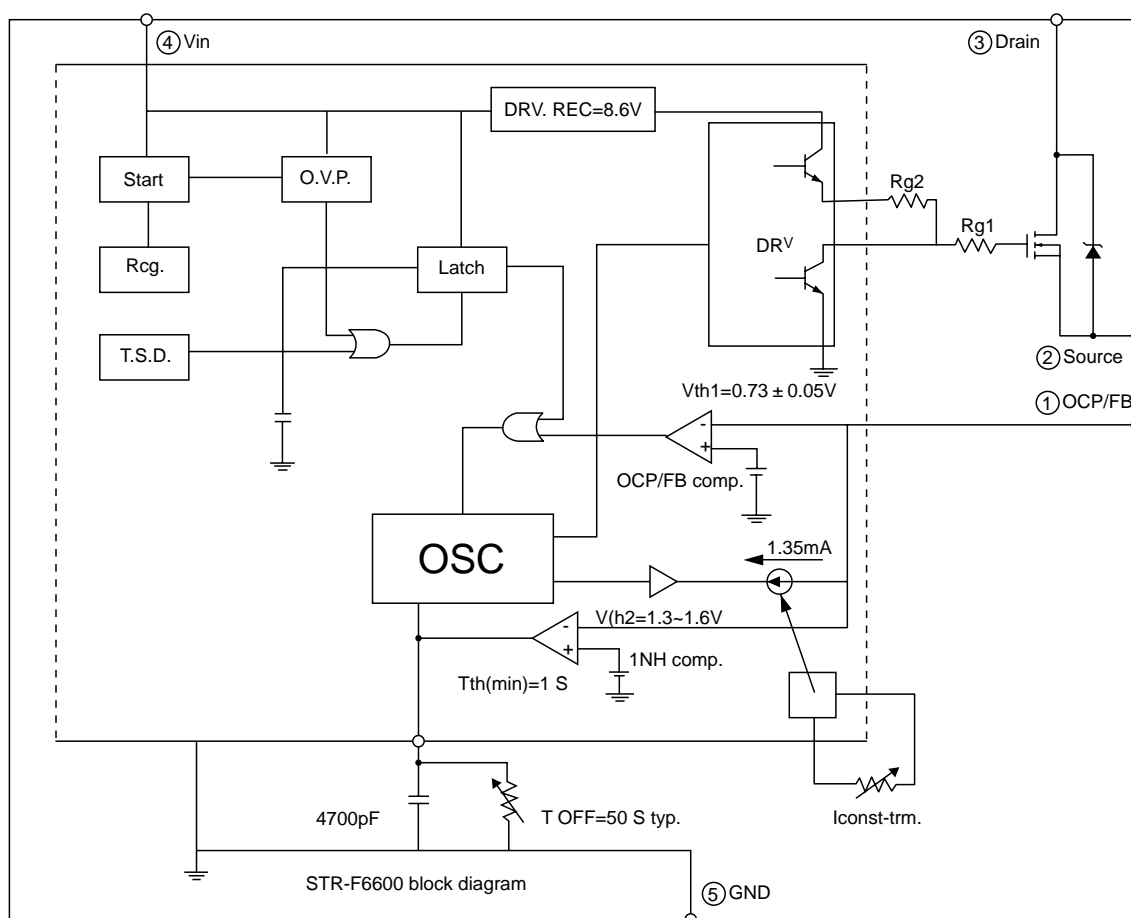 ④ Vin
③ Drain
DRV. REC=8.6V
Start
O.V.P.
Rg2
Rg1
DRV
Rcg.
Latch
T.S.D.
② Source
Vth1=0.73 ± 0.05V
① OCP/FB
-
+
OCP/FB comp.
OSC
1.35mA
V(h2=1.3~1.6V
-
+
1NH comp.
Tth(min)=1 S
4700pF
T OFF=50 S typ.
Iconst-trm.
STR-F6600 block diagram
⑤ GND